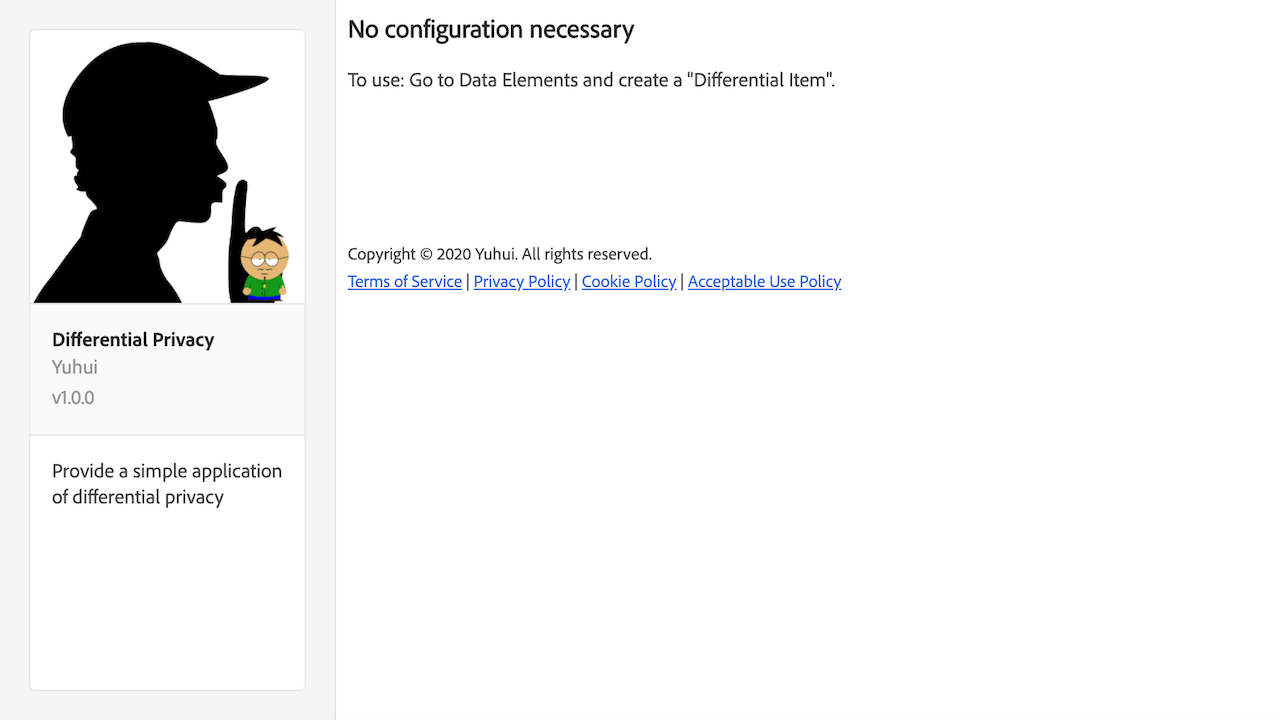 Differential Privacy
Yuhui
v1.0.0
Provide a simple application
of differential privacy
No configuration necessary
To use: Go to Data Elements and create a "Differential Item".
Copyright © 2020 Yuhui. All rights reserved.
Terms of Service | Privacy Policy | Cookie Policy | Acceptable Use Policy